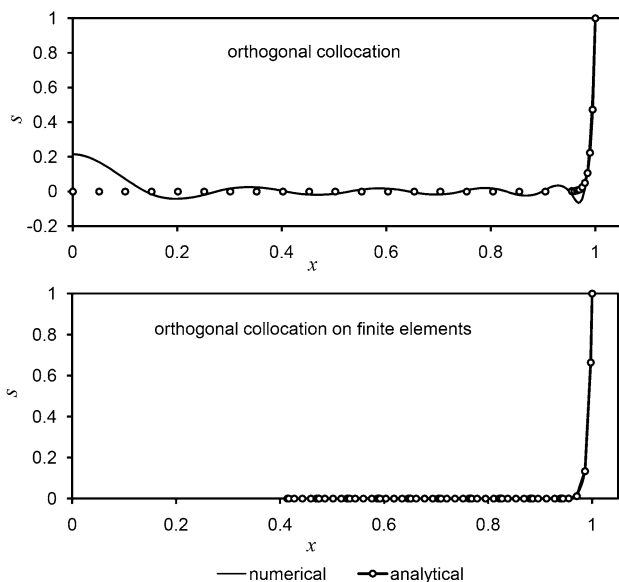 1
0.8
0.6
0.4
0.2
0
-0.2
s
orthogonal collocation
0 0.2 0.4 0.6 0.8 1
x
1
0.8
0.6
0.4
0.2
0
s
orthogonal collocation on finite elements
0 0.2 0.4 0.6 0.8 1
x
numerical analytical